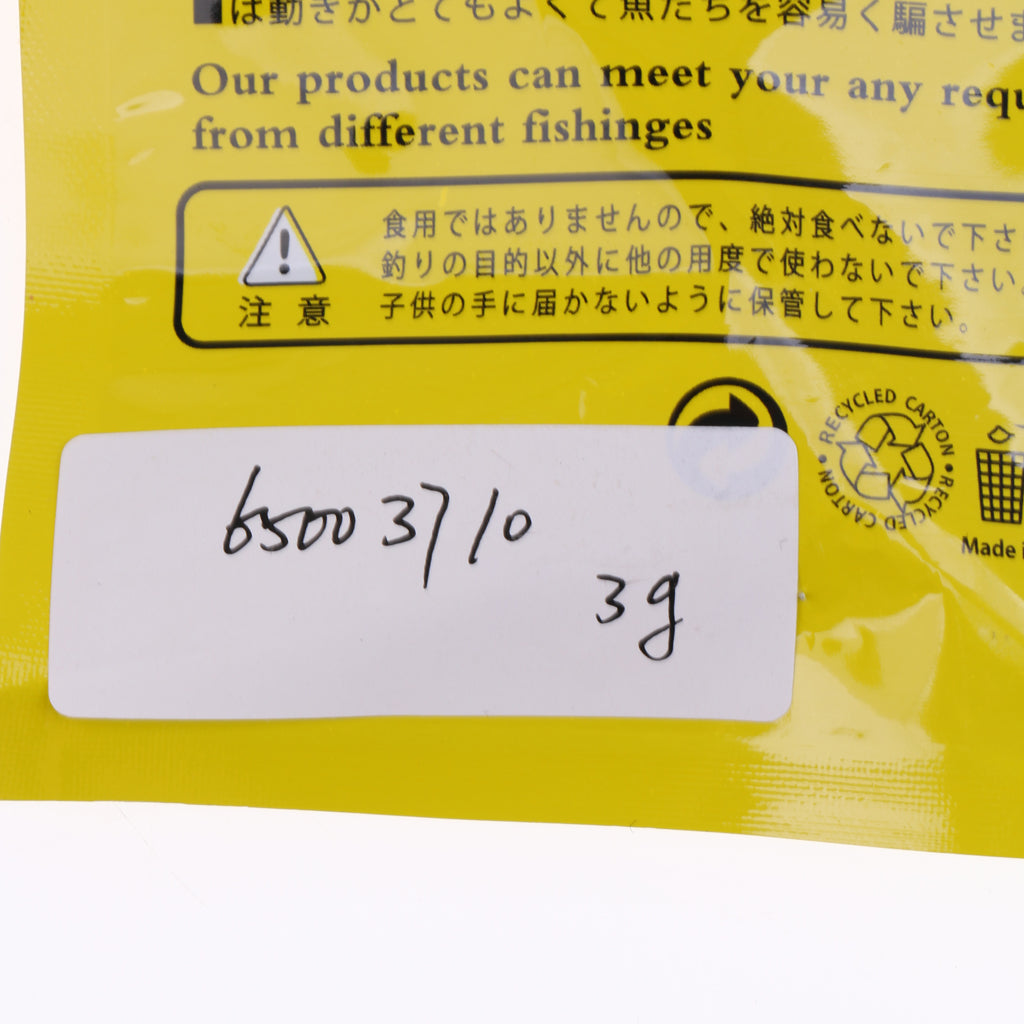 は動きがとてもよくて魚たちを容易く騙させま
Our products can meet your any requ
from different fishinges
食用ではありませんので、絶対食べないで下さ
釣りの目的以外に他の用度で使わないで下さい。
子供の手に届かないように保管して下さい。
注意
RECYCLED CARTON • RECYCLED CARTON •
Made i
65003710
3g